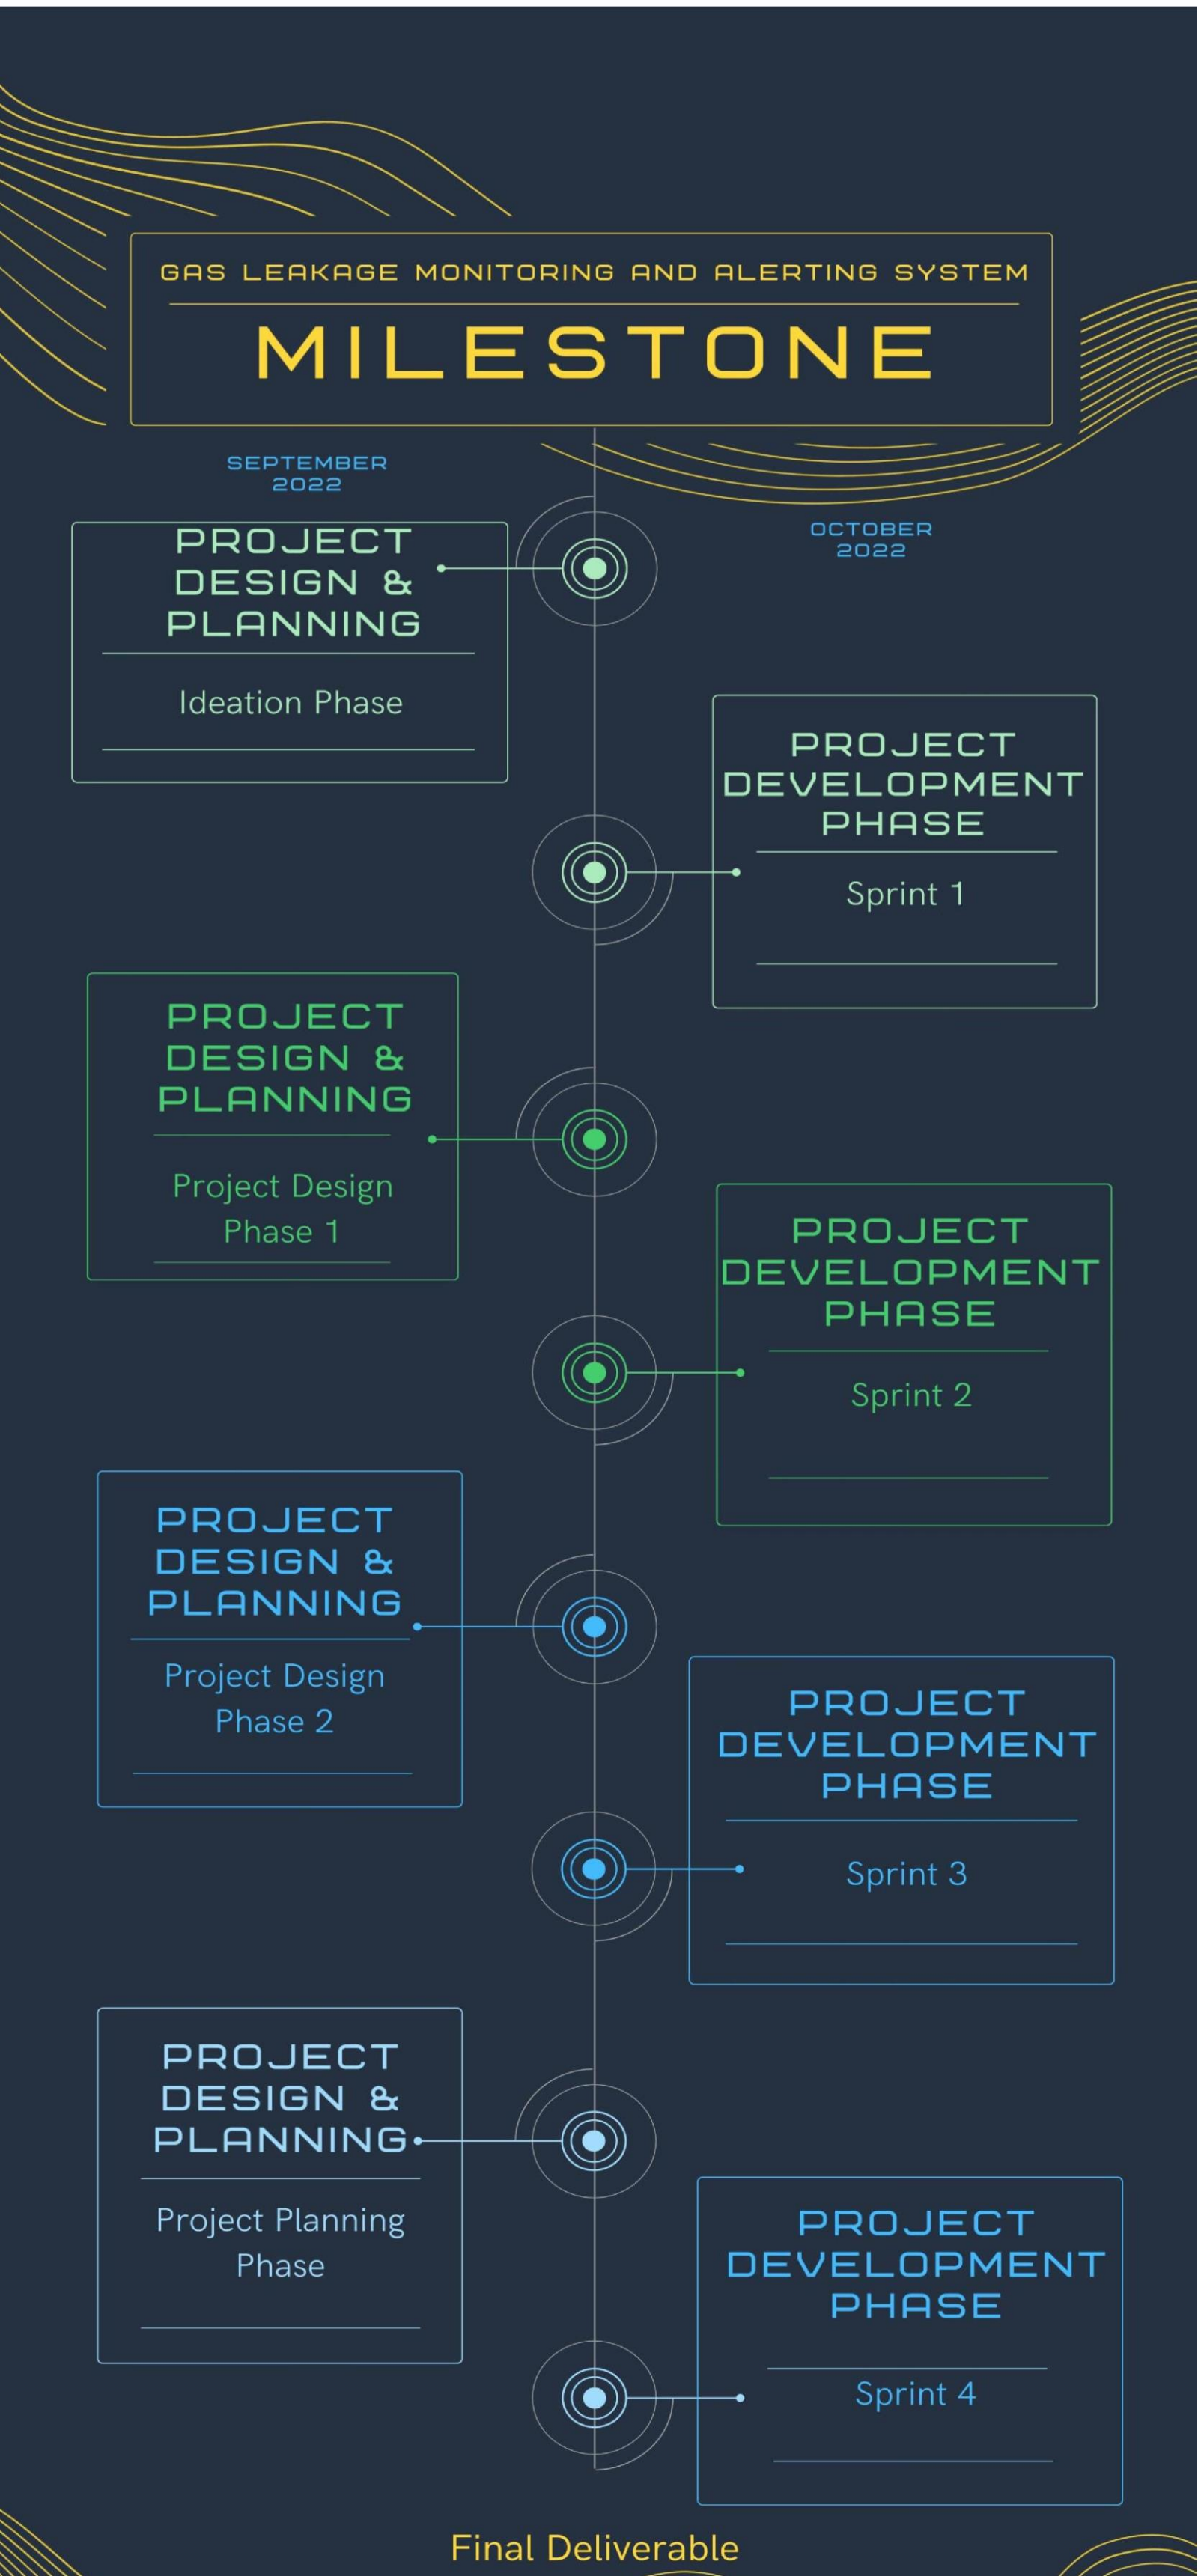 GAS LEAKAGE MONITORING AND ALERTING SYSTEM
MILESTONE
SEPTEMBER
2022
OCTOBER
2022
PROJECT
DESIGN &
PLANNING
Ideation Phase
PROJECT
DEVELOPMENT
PHASE
Sprint 1
PROJECT
DESIGN &
PLANNING
Project Design
Phase 1
PROJECT
DEVELOPMENT
PHASE
Sprint 2
PROJECT
DESIGN &
PLANNING
Project Design
Phase 2
PROJECT
DEVELOPMENT
PHASE
Sprint 3
PROJECT
DESIGN &
PLANNING
Project Planning
Phase
PROJECT
DEVELOPMENT
PHASE
Sprint 4
Final Deliverable